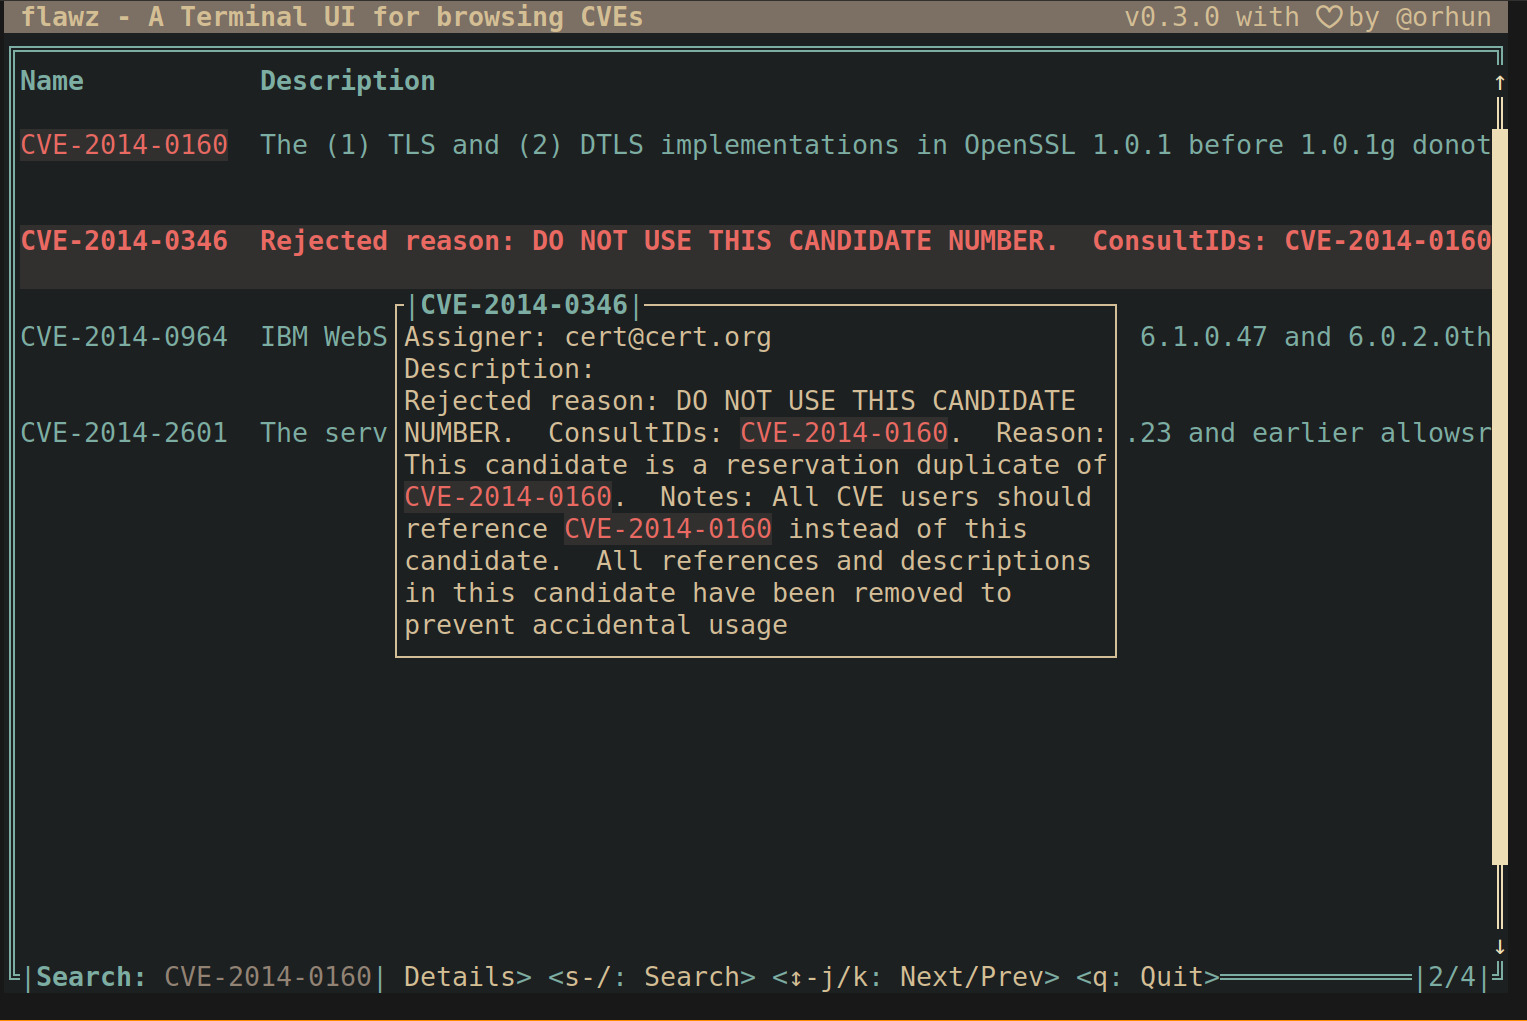 flawz - A Terminal UI for browsing CVEs v0.3.0 with ♡ by @orhun
Name Description
CVE-2014-0160 The (1) TLS and (2) DTLS implementations in OpenSSL 1.0.1 before 1.0.1g donot
CVE-2014-0346 Rejected reason: DO NOT USE THIS CANDIDATE NUMBER.  ConsultIDs: CVE-2014-0160
CVE-2014-0964 IBM WebS 6.1.0.47 and 6.0.2.0th
CVE-2014-2601 The serv .23 and earlier allowsr
|CVE-2014-0346|
Assigner: cert@cert.org
Description:
Rejected reason: DO NOT USE THIS CANDIDATE
NUMBER.  ConsultIDs: CVE-2014-0160.  Reason:
This candidate is a reservation duplicate of
CVE-2014-0160.  Notes: All CVE users should
reference CVE-2014-0160 instead of this
candidate.  All references and descriptions
in this candidate have been removed to
prevent accidental usage
|Search: CVE-2014-0160| Details> <s-/: Search> <↕-j/k: Next/Prev> <q: Quit> |2/4|